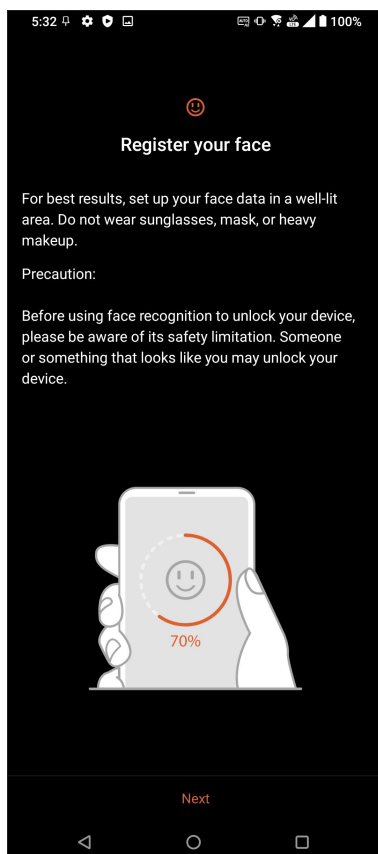 5:32
100%
Register your face
For best results, set up your face data in a well-lit
area. Do not wear sunglasses, mask, or heavy
makeup.
Precaution:
Before using face recognition to unlock your device,
please be aware of its safety limitation. Someone
or something that looks like you may unlock your
device.
70%
Next